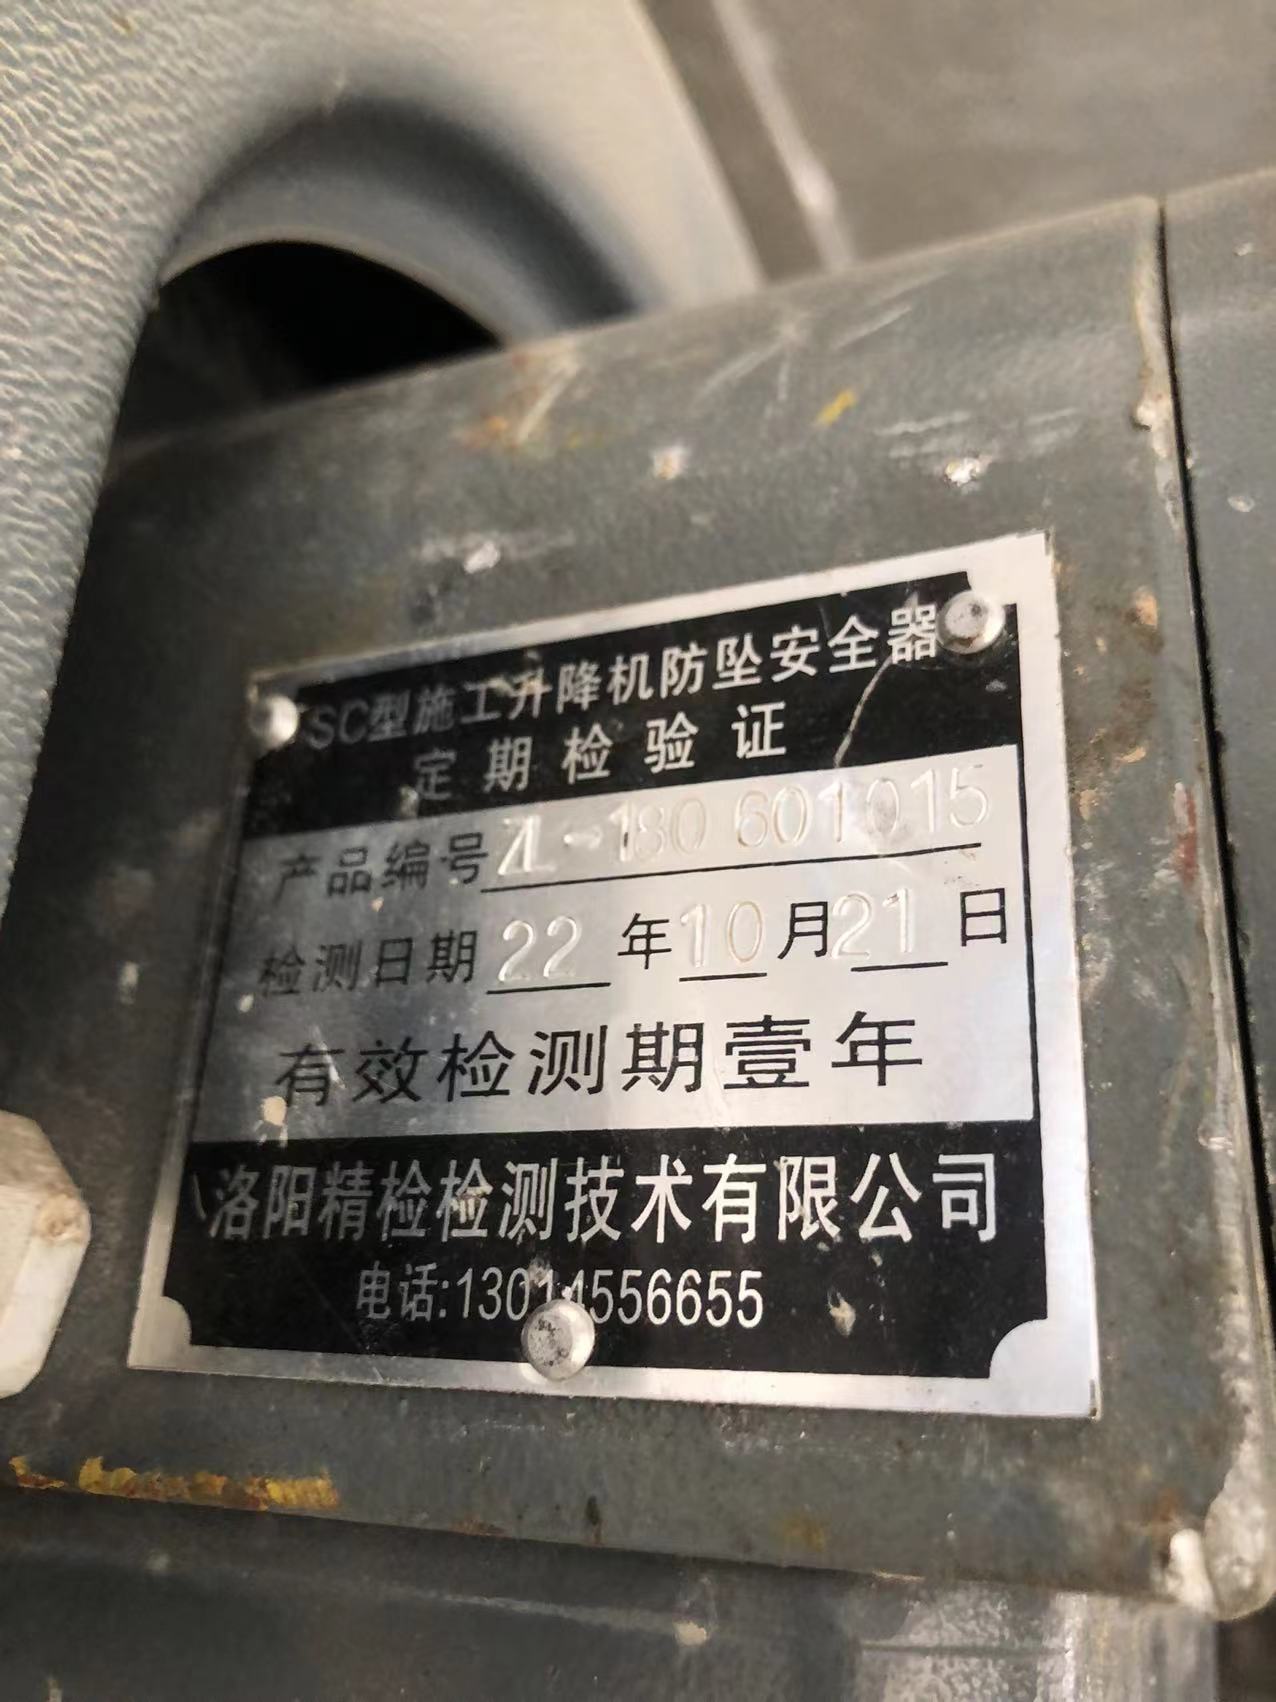 SC型施工升降机防坠安全器
定期检验证
产品编号 ZL-180601015
检测日期 22 年 10 月 21 日
有效检测期壹年
洛阳精检检测技术有限公司
电话:13014556655